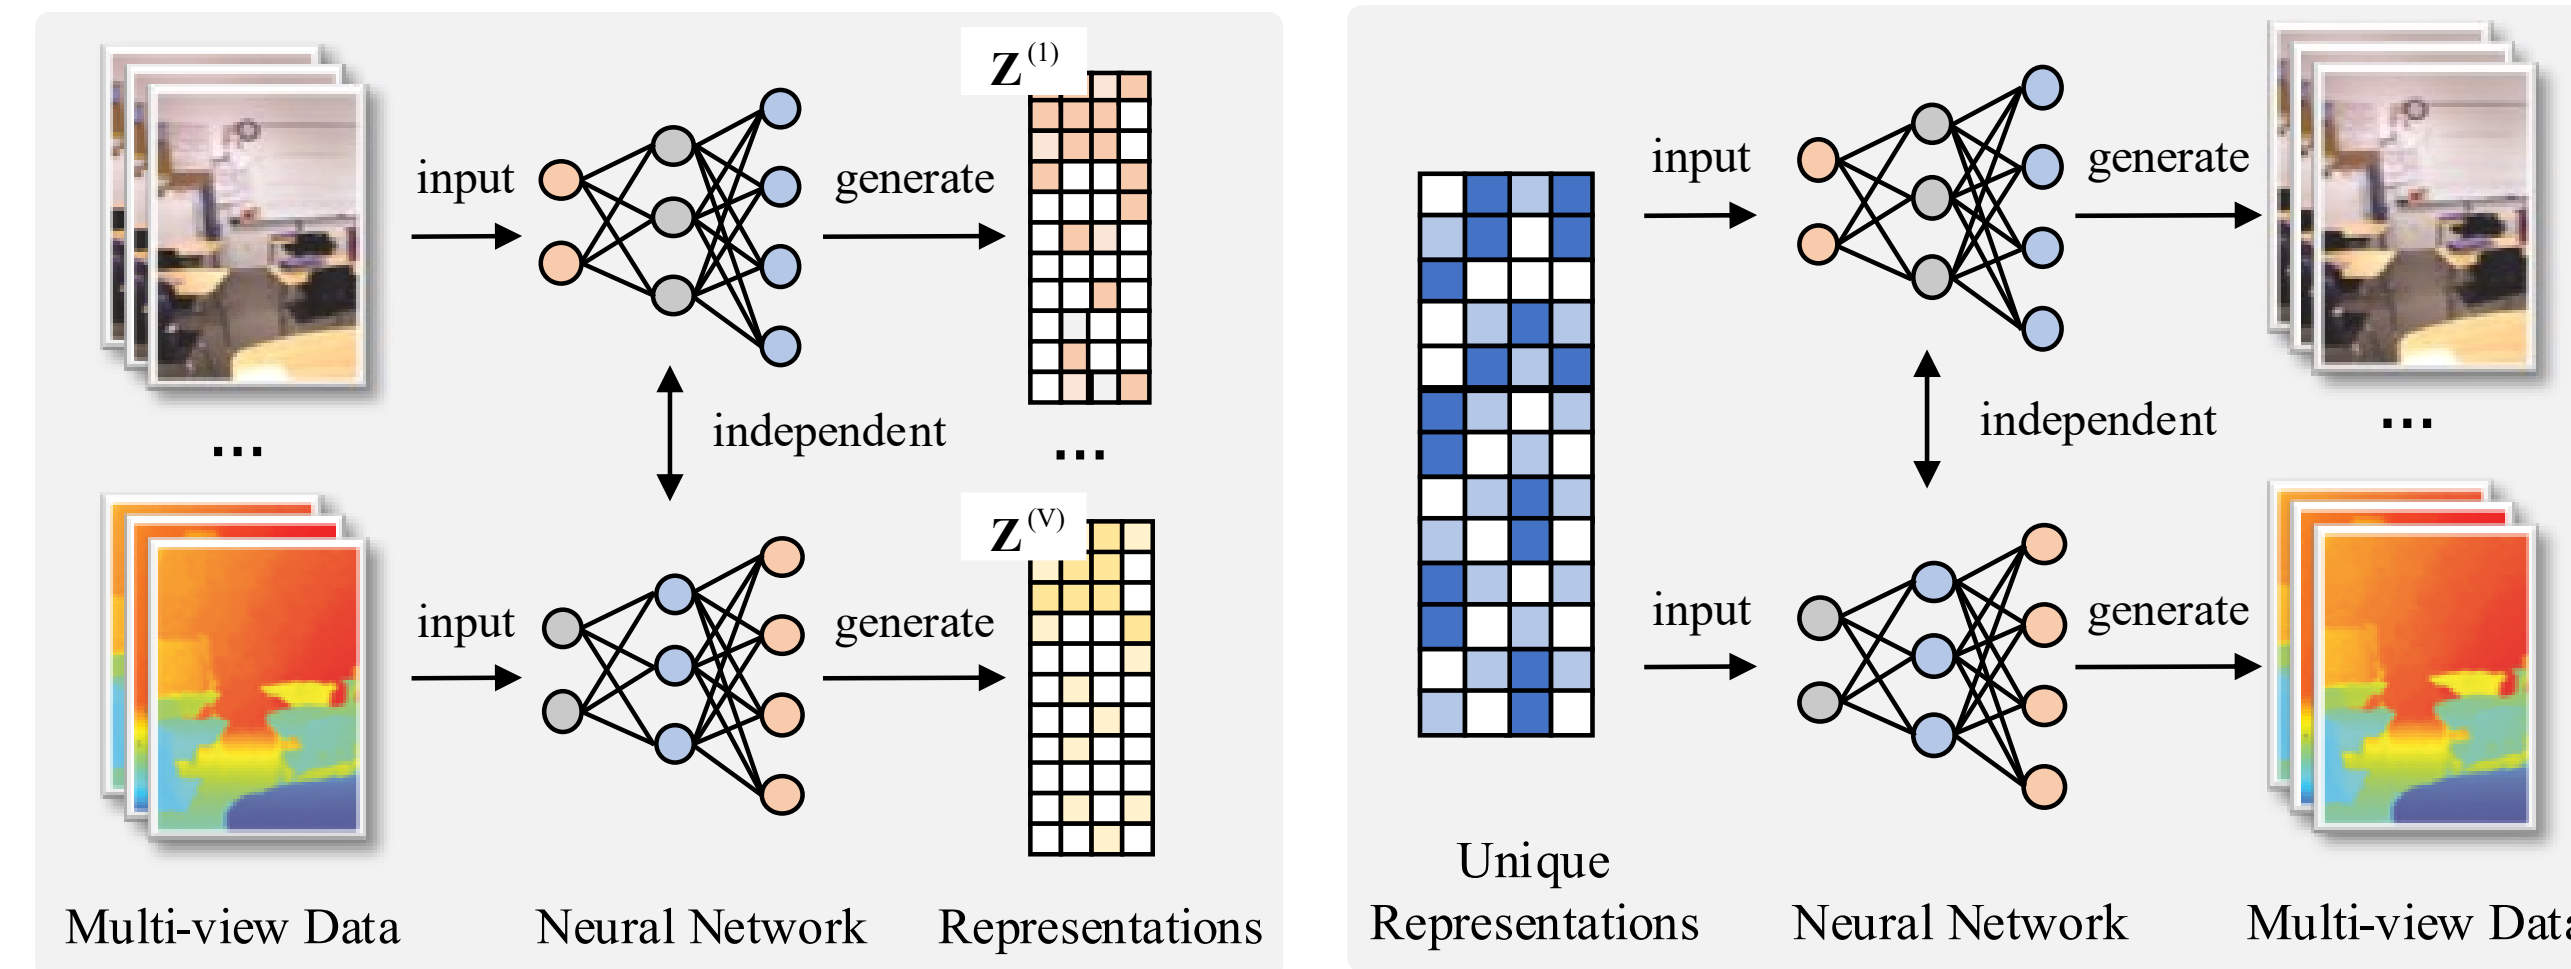 Z(1)
input
generate
independent
...
...
Z(V)
input
generate
Multi-view Data
Neural Network
Representations
input
generate
independent
...
input
generate
Unique
Representations
Neural Network
Multi-view Data